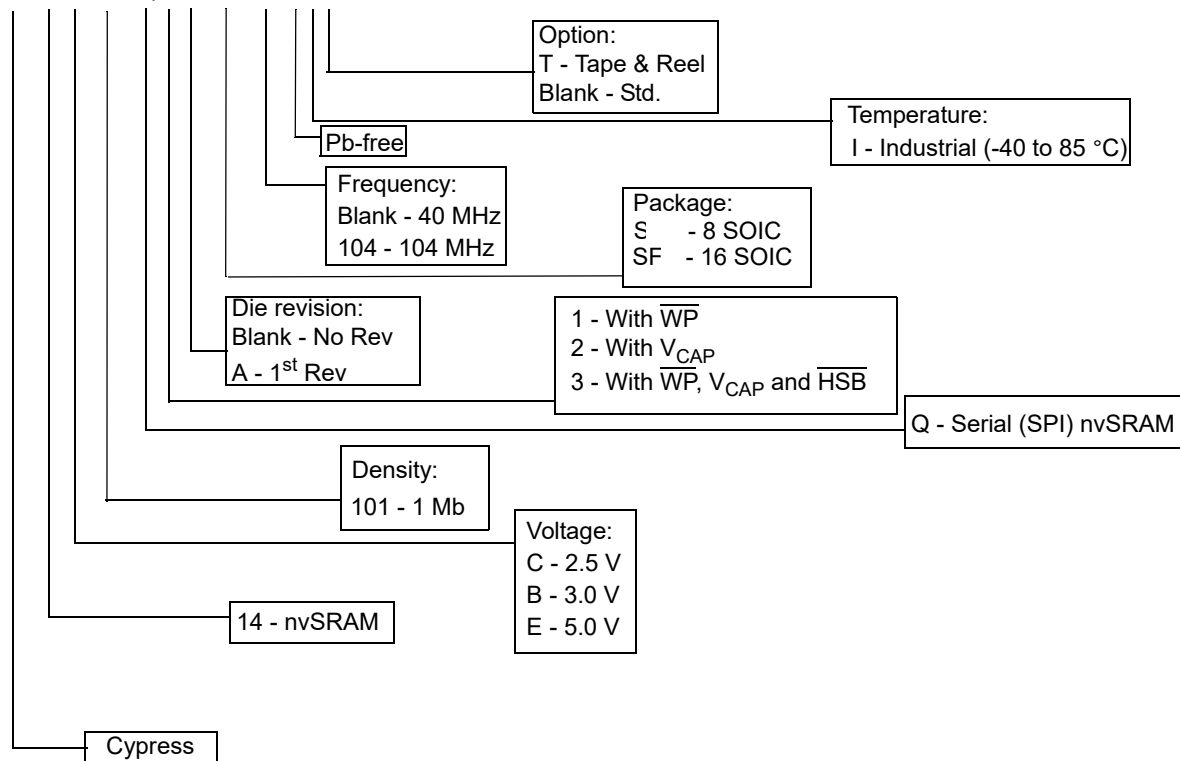 Option:
T - Tape & Reel
Blank - Std.
Temperature:
I - Industrial (-40 to 85 °C)
Pb-free
Frequency:
Blank - 40 MHz
104 - 104 MHz
Package:
S - 8 SOIC
SF - 16 SOIC
Die revision:
Blank - No Rev
A - 1st Rev
1 - With W̅P̅
2 - With VCAP
3 - With W̅P̅, VCAP and H̅S̅B̅
Q - Serial (SPI) nvSRAM
Density:
101 - 1 Mb
Voltage:
C - 2.5 V
B - 3.0 V
E - 5.0 V
14 - nvSRAM
Cypress